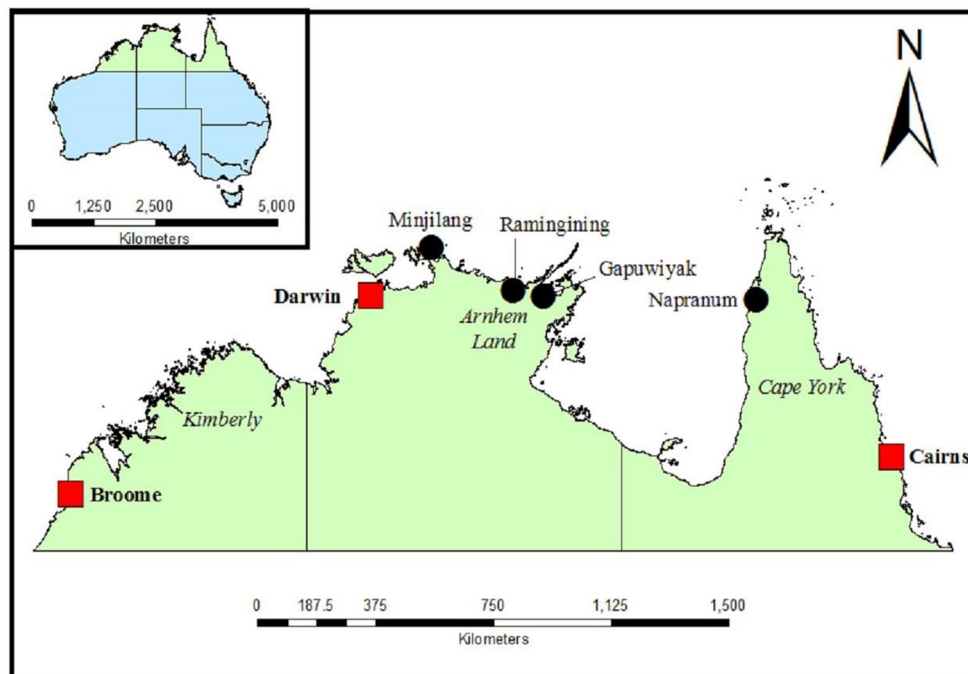 0 1,250 2,500 5,000
Kilometers
N
Minjilang
Ramingining
Gapuwiyak
Darwin
Napranum
Arnhem
Land
Cape York
Kimberly
Cairns
Broome
0 187.5 375 750 1,125 1,500
Kilometers